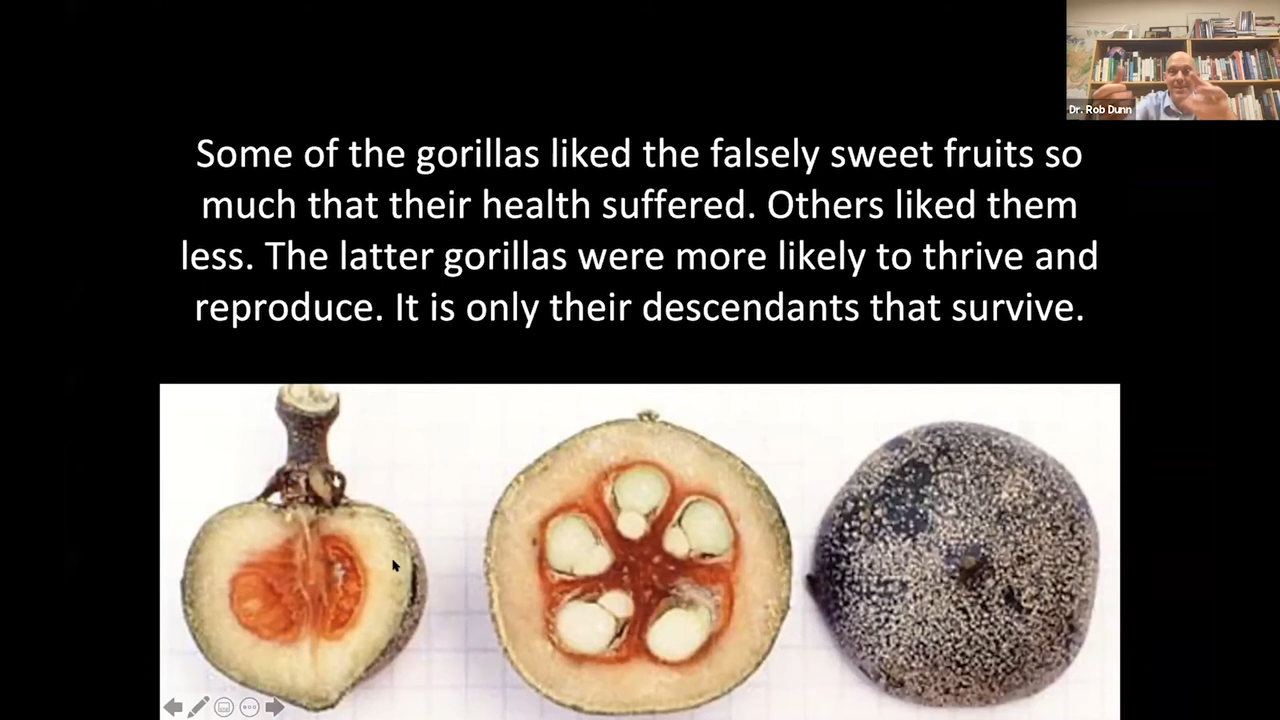 Dr. Rob Dunn
Some of the gorillas liked the falsely sweet fruits so
much that their health suffered. Others liked them
less. The latter gorillas were more likely to thrive and
reproduce. It is only their descendants that survive.